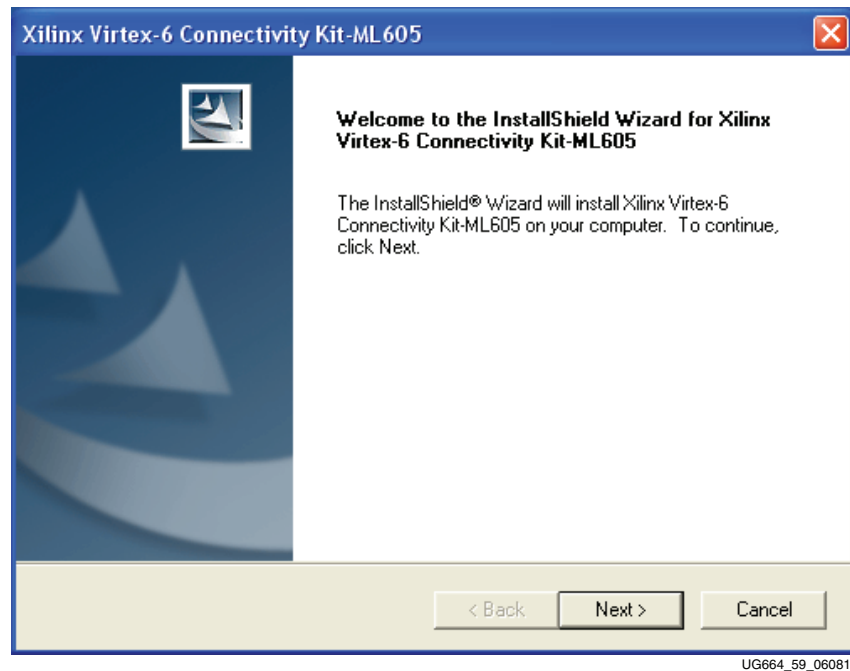 Xilinx Virtex-6 Connectivity Kit-ML605
Welcome to the InstallShield Wizard for Xilinx
Virtex-6 Connectivity Kit-ML605
The InstallShield® Wizard will install Xilinx Virtex-6
Connectivity Kit-ML605 on your computer. To continue,
click Next.
< Back
Next >
Cancel
UG664_59_06081